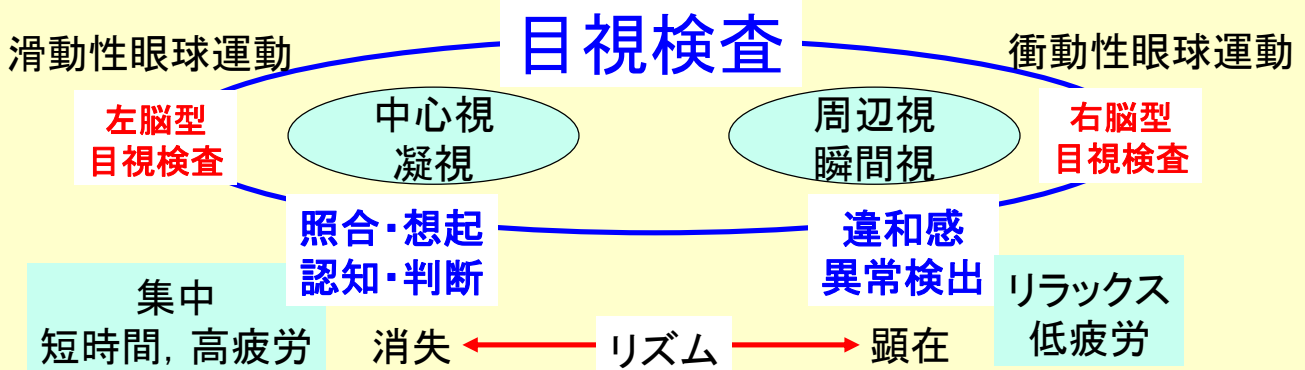 目視検査
滑動性眼球運動
衝動性眼球運動
左脳型
目視検査
中心視
凝視
周辺視
瞬間視
右脳型
目視検査
照合・想起
認知・判断
違和感
異常検出
集中
短時間, 高疲労
リラックス
低疲労
消失
リズム
顕在